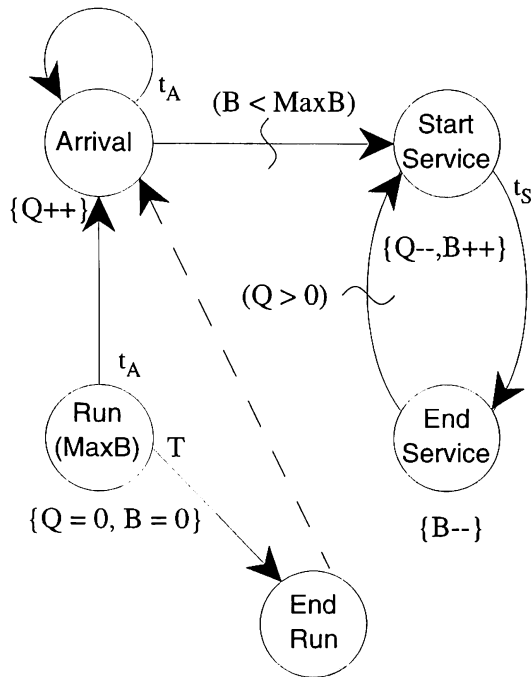 t_A
(B < MaxB)
Arrival
Start
Service
t_S
{Q++}
{Q--,B++}
(Q > 0)
t_A
Run
(MaxB)
T
End
Service
{Q = 0, B = 0}
{B--}
End
Run